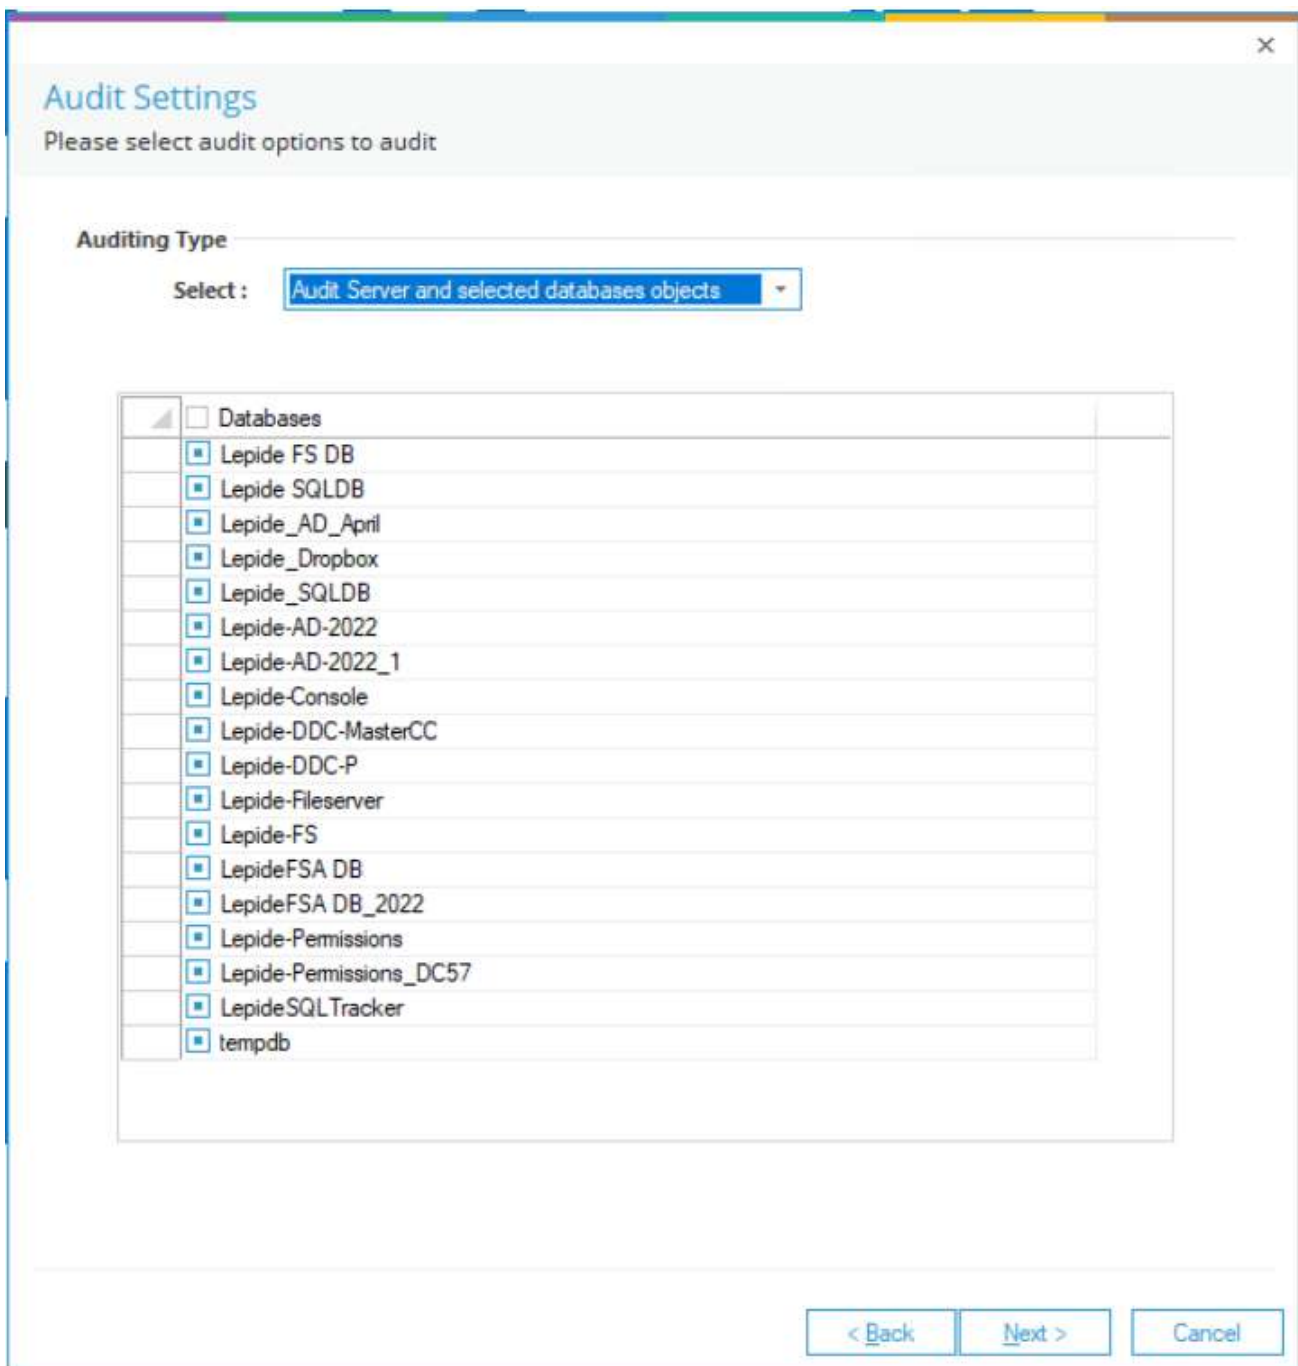 Audit Settings
Please select audit options to audit
Auditing Type
Select :
Audit Server and selected databases objects
Databases
Lepide FS DB
Lepide SQLDB
Lepide_AD_April
Lepide_Dropbox
Lepide_SQLDB
Lepide-AD-2022
Lepide-AD-2022_1
Lepide-Console
Lepide-DDC-MasterCC
Lepide-DDC-P
Lepide-Fileserver
Lepide-FS
LepideFSA DB
LepideFSA DB_2022
Lepide-Permissions
Lepide-Permissions_DC57
LepideSQLTracker
tempdb
< Back
Next >
Cancel